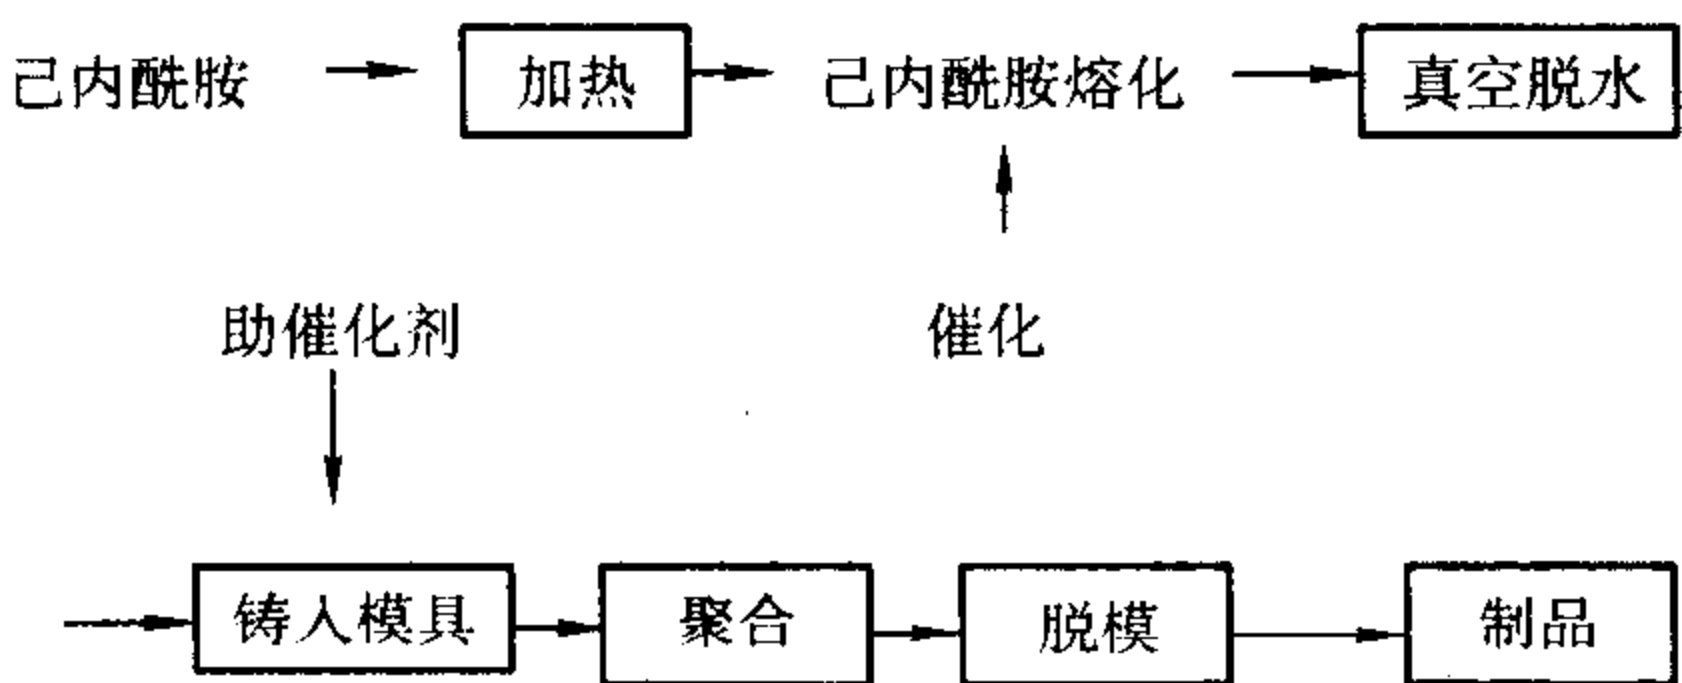 己内酰胺 加热 己内酰胺熔化 真空脱水
助催化剂 催化
铸入模具 聚合 脱模 制品